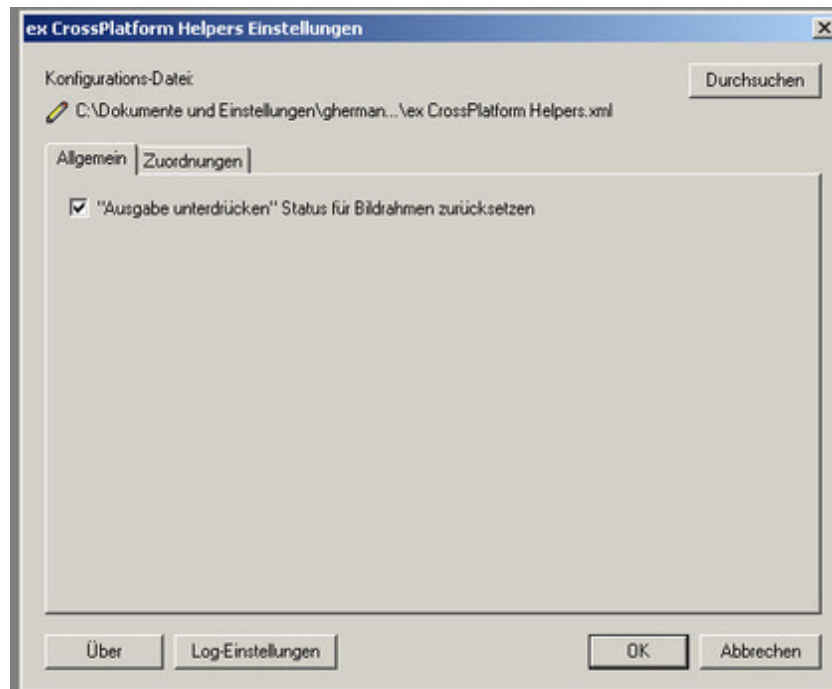 ex CrossPlatform Helpers Einstellungen
Konfigurations-Datei:
Durchsuchen
C:\Dokumente und Einstellungen\gherman...\ex CrossPlatform Helpers.xml
Allgemein Zuordnungen
"Ausgabe unterdrücken" Status für Bildrahmen zurücksetzen
Über Log-Einstellungen OK Abbrechen